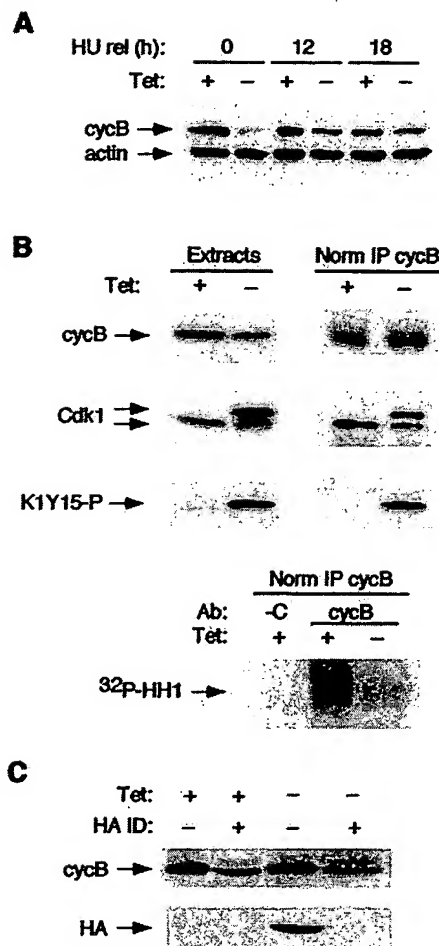 A
HU rel (h): 0 12 18
Tet: + − + − + −
cycB
actin
B
Extracts Norm IP cycB
Tet: + − + −
cycB
Cdk1
K1Y15-P
Norm IP cycB
Ab: -C cycB
Tet: + + −
32P-HH1
C
Tet: + + − −
HA ID: − + − +
cycB
HA